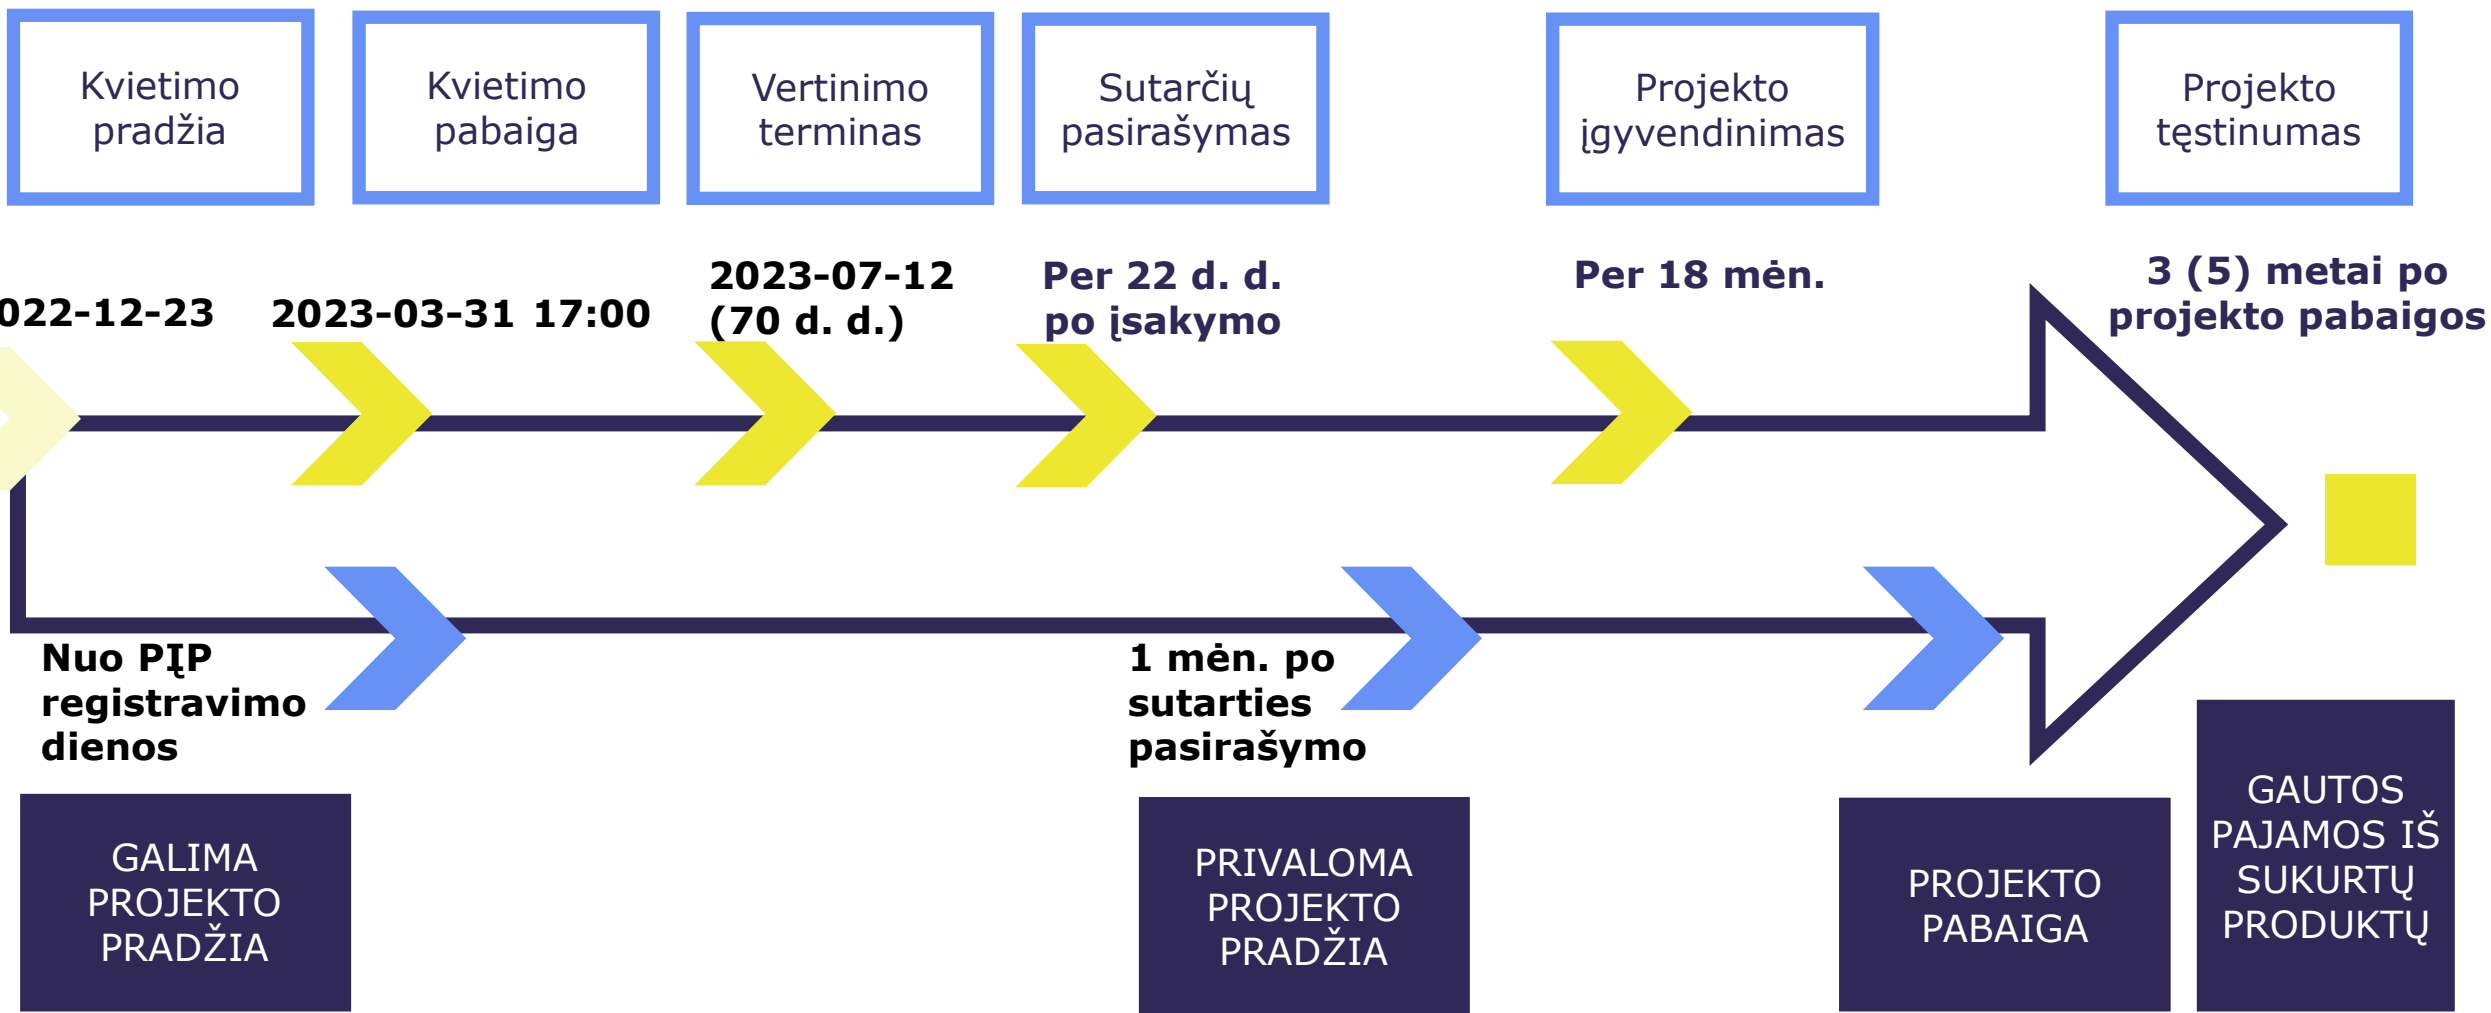 Kvietimo
pradžia
Kvietimo
pabaiga
Vertinimo
terminas
Sutarčių
pasirašymas
Projekto
įgyvendinimas
Projekto
tęstinumas
022-12-23
2023-03-31 17:00
2023-07-12
(70 d. d.)
Per 22 d. d.
po įsakymo
Per 18 mėn.
3 (5) metai po
projekto pabaigos
Nuo PĮP
registravimo
dienos
1 mėn. po
sutarties
pasirašymo
GALIMA
PROJEKTO
PRADŽIA
PRIVALOMA
PROJEKTO
PRADŽIA
PROJEKTO
PABAIGA
GAUTOS
PAJAMOS IŠ
SUKURTŲ
PRODUKTŲ